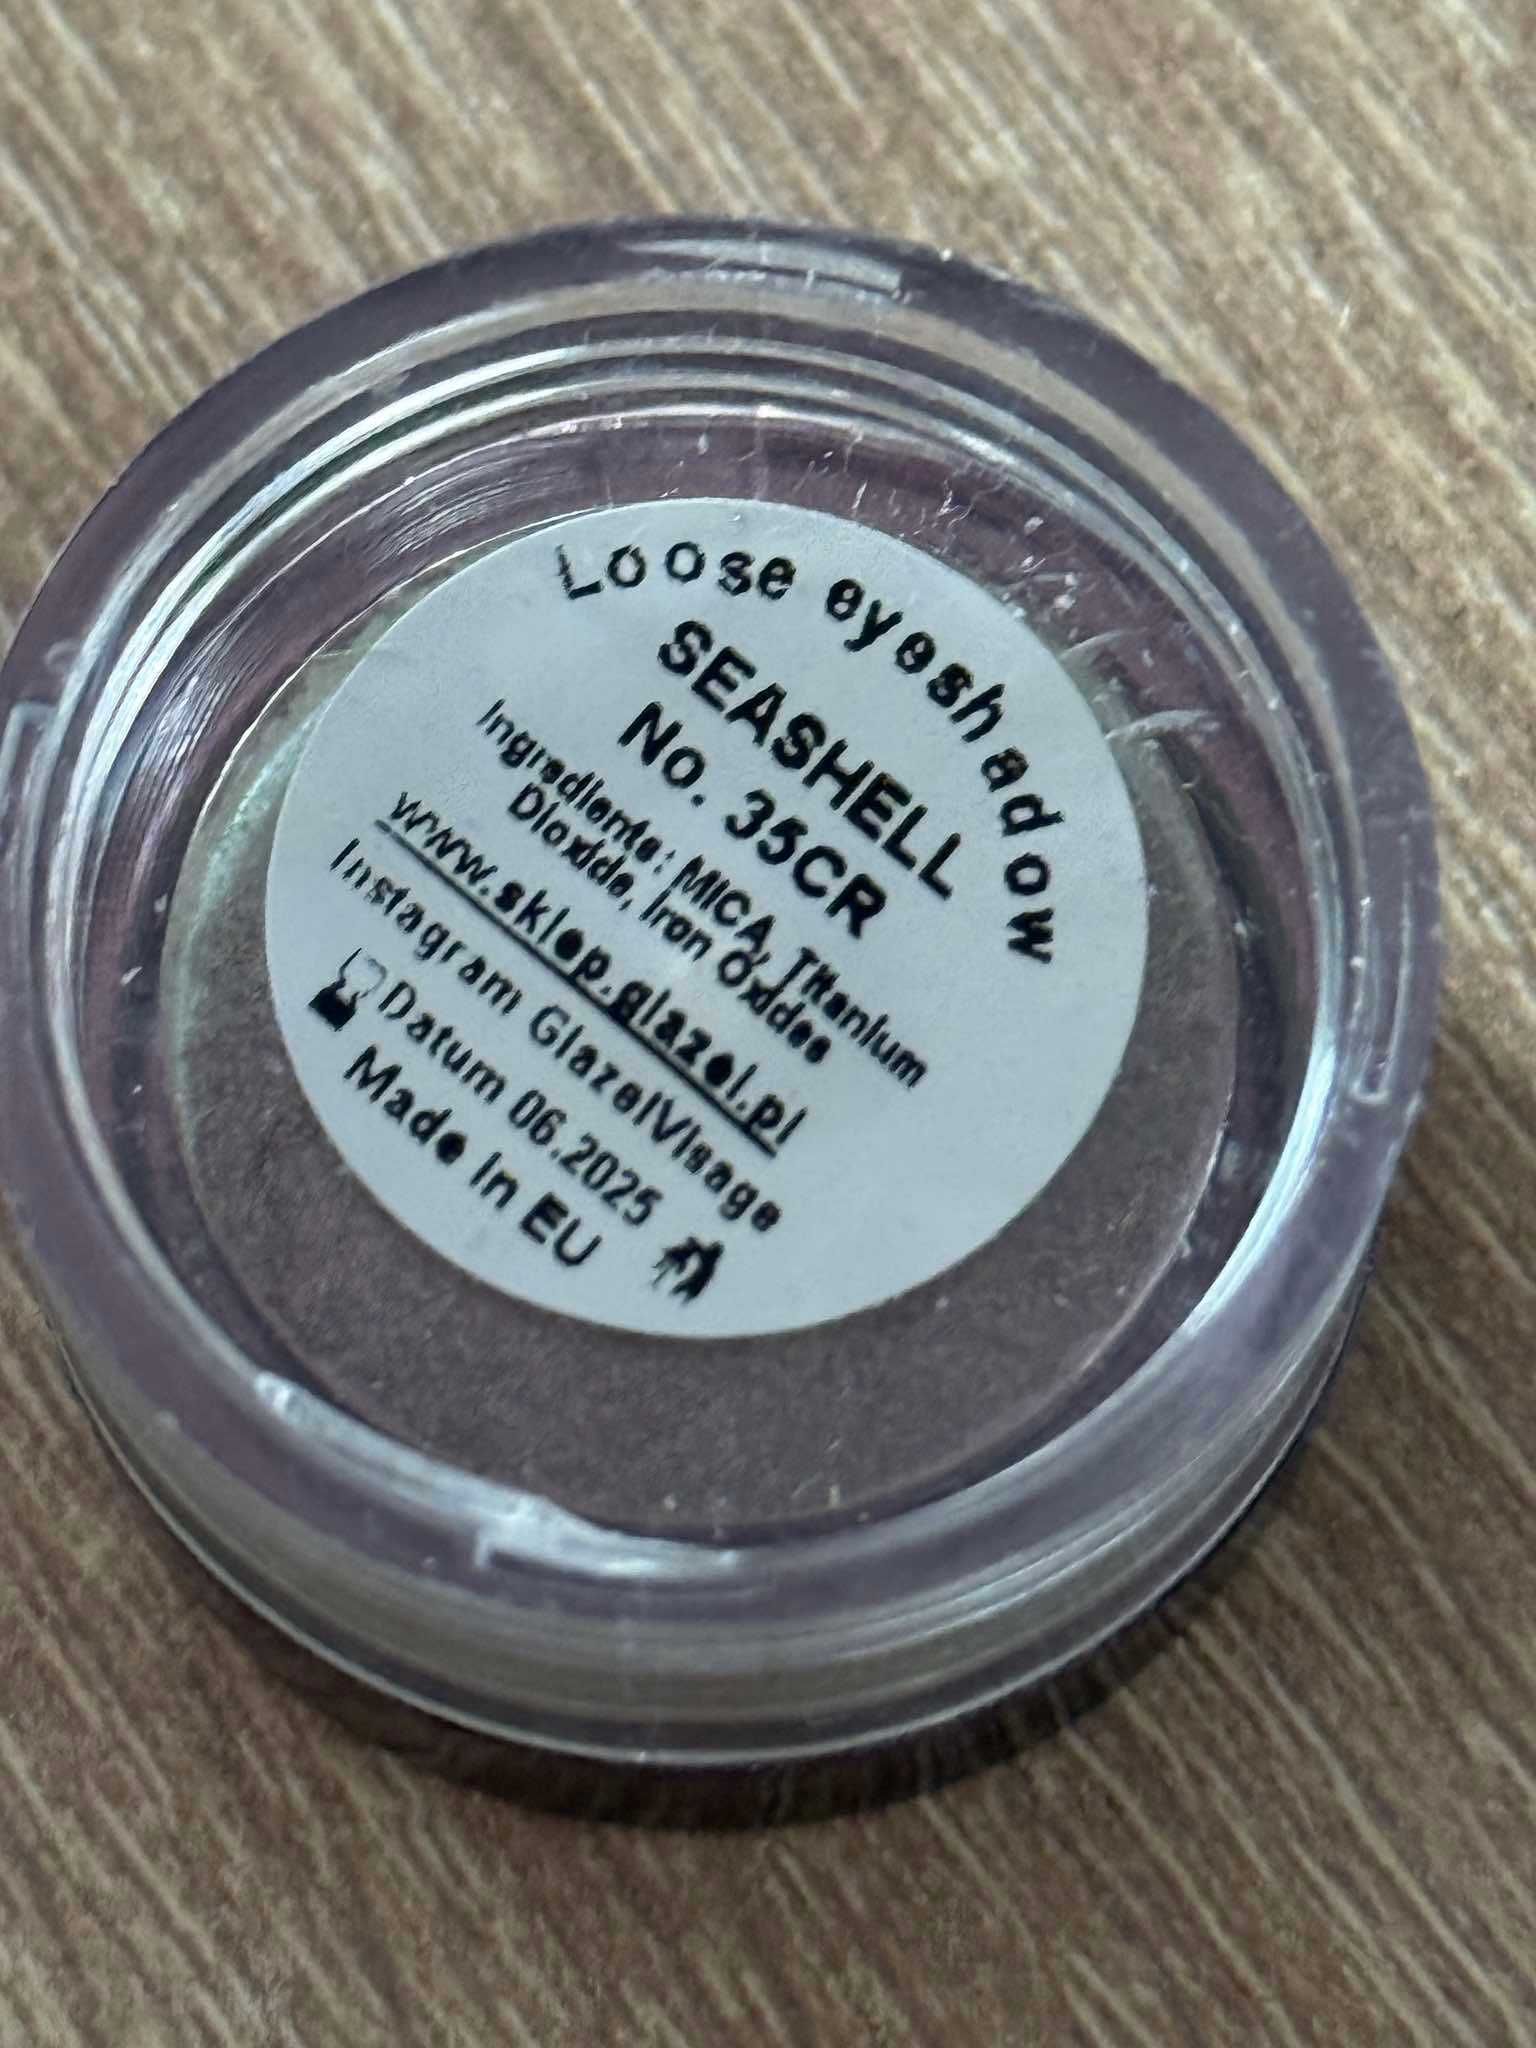 Loose eyeshadow
SEASHELL
No. 35CR
Ingredients: MICA, Titanium
Dioxide, Iron Oxides
www.sklep.glazel.pl
Instagram GlazelVisage
Datum 06.2025
Made in EU